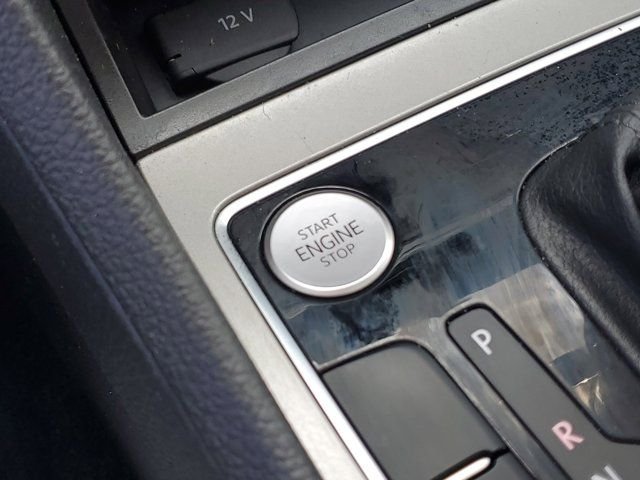 12 V
START
ENGINE
STOP
P
R
N